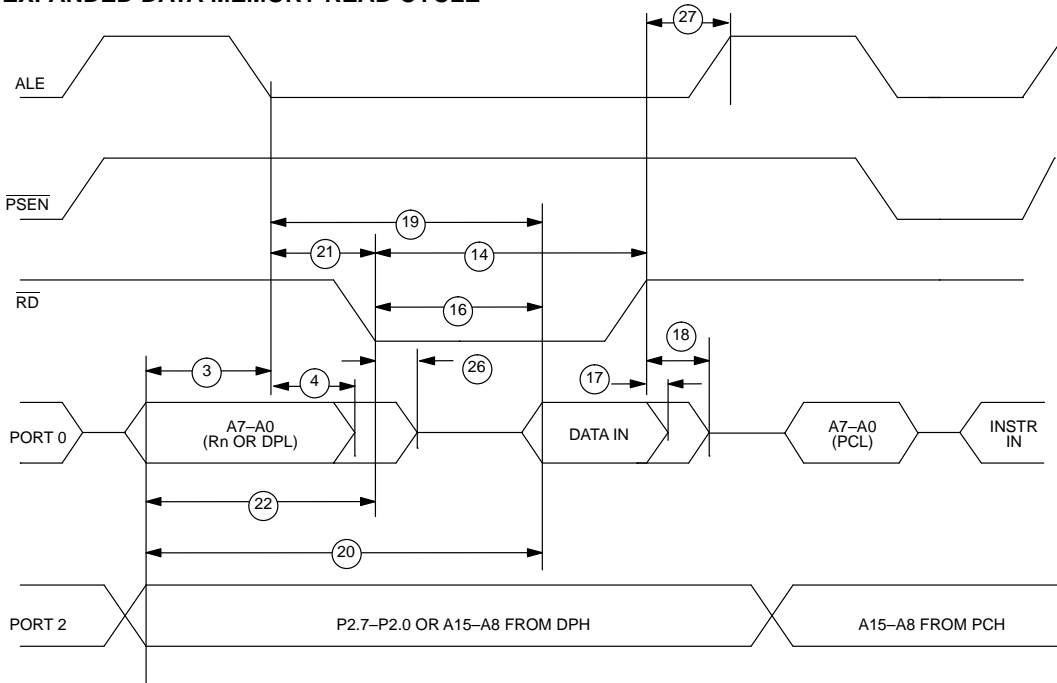 EXPANDED DATA MEMORY READ CYCLE
27
ALE
PSEN
19
21
14
RD
16
3
4
26
17
18
PORT 0
A7–A0
(Rn OR DPL)
DATA IN
A7–A0
(PCL)
INSTR
IN
22
20
PORT 2
P2.7–P2.0 OR A15–A8 FROM DPH
A15–A8 FROM PCH